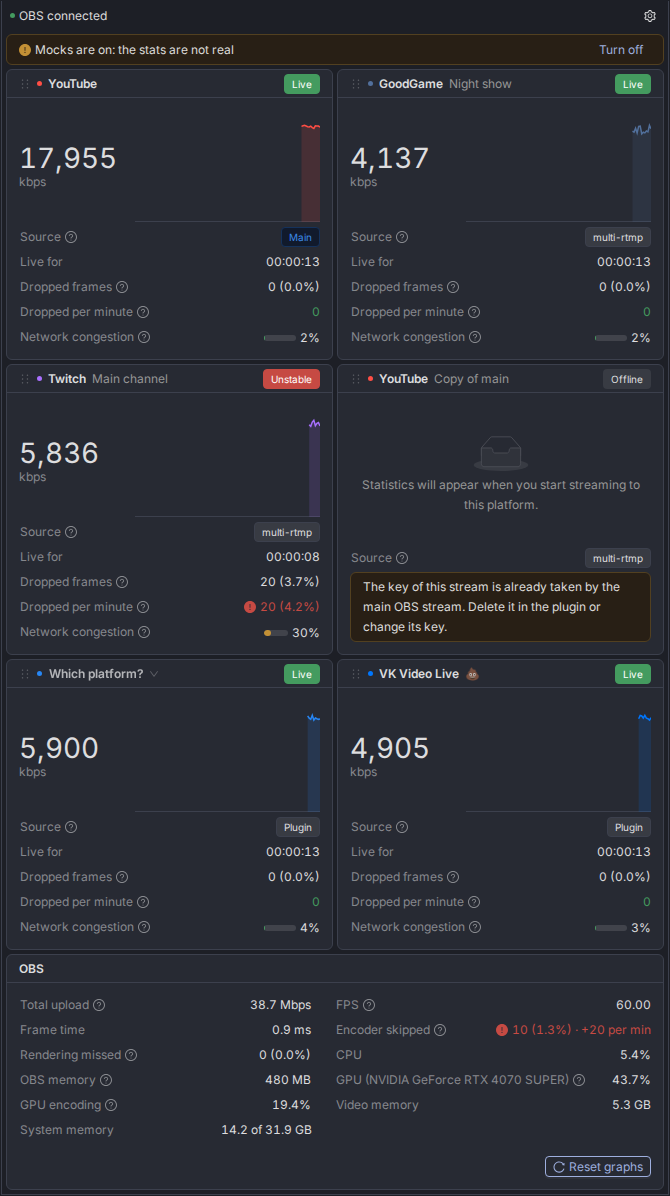 OBS connected
Mocks are on: the stats are not real
Turn off
YouTube
Live
17,955
kbps
Source
Main
Live for
00:00:13
Dropped frames
0 (0.0%)
Dropped per minute
0
Network congestion
2%
GoodGame Night show
Live
4,137
kbps
Source
multi-rtmp
Live for
00:00:13
Dropped frames
0 (0.0%)
Dropped per minute
0
Network congestion
2%
Twitch Main channel
Unstable
5,836
kbps
Source
multi-rtmp
Live for
00:00:08
Dropped frames
20 (3.7%)
Dropped per minute
20 (4.2%)
Network congestion
30%
YouTube Copy of main
Offline
Statistics will appear when you start streaming to
this platform.
Source
multi-rtmp
The key of this stream is already taken by the
main OBS stream. Delete it in the plugin or
change its key.
Which platform?
Live
5,900
kbps
Source
Plugin
Live for
00:00:13
Dropped frames
0 (0.0%)
Dropped per minute
0
Network congestion
4%
VK Video Live 💩
Live
4,905
kbps
Source
Plugin
Live for
00:00:13
Dropped frames
0 (0.0%)
Dropped per minute
0
Network congestion
3%
OBS
Total upload
38.7 Mbps
FPS
60.00
Frame time
0.9 ms
Encoder skipped
10 (1.3%) · +20 per min
Rendering missed
0 (0.0%)
CPU
5.4%
OBS memory
480 MB
GPU (NVIDIA GeForce RTX 4070 SUPER)
43.7%
GPU encoding
19.4%
Video memory
5.3 GB
System memory
14.2 of 31.9 GB
Reset graphs